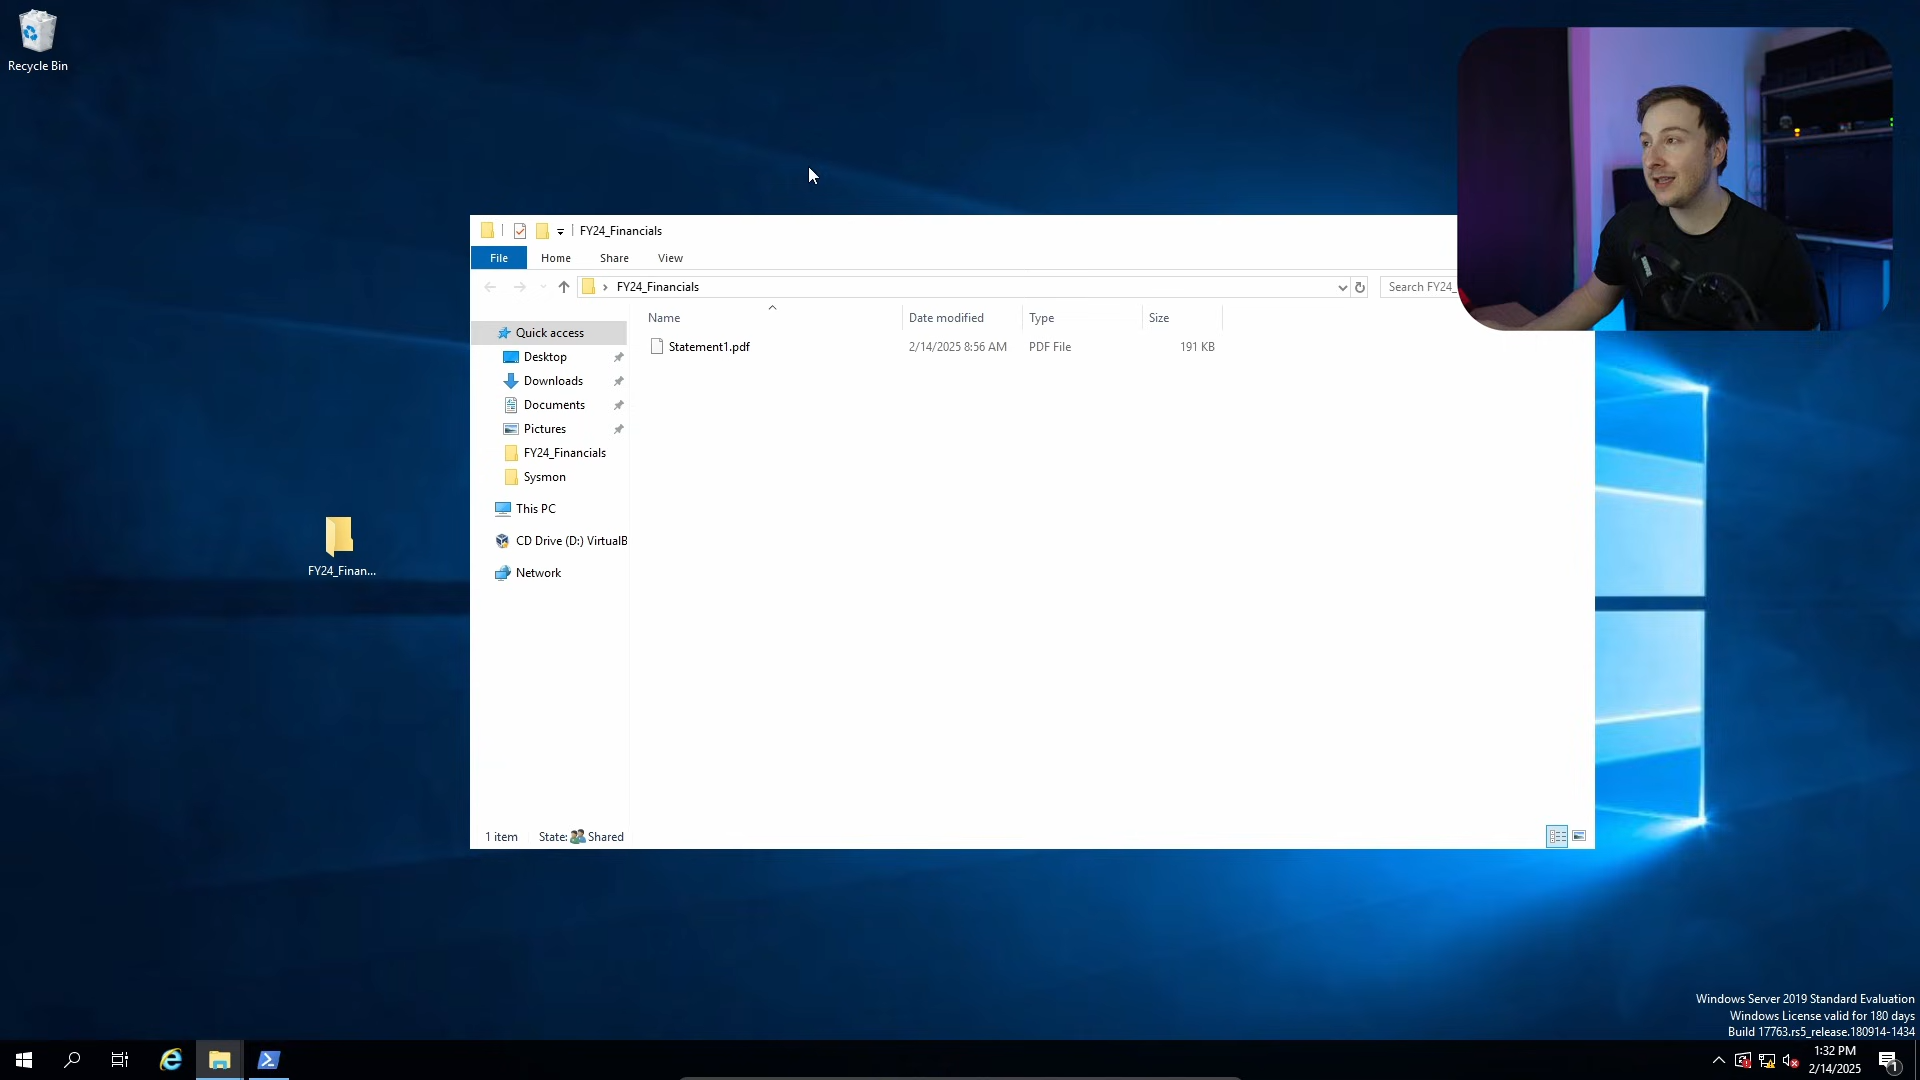 Recycle Bin
FY24_Financials
File
Home
Share
View
FY24_Financials
Search FY24_
Name
Date modified
Type
Size
Statement1.pdf
2/14/2025 8:56 AM
PDF File
191 KB
Quick access
Desktop
Downloads
Documents
Pictures
FY24_Financials
Sysmon
This PC
CD Drive (D:) VirtualB
Network
FY24_Finan...
1 item
State:
Shared
Windows Server 2019 Standard Evaluation
Windows License valid for 180 days
Build 17763.rs5_release.180914-1434
1:32 PM
2/14/2025
1